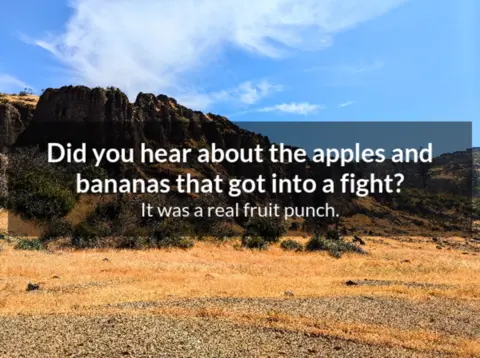 Did you hear about the apples and
bananas that got into a fight?
It was a real fruit punch.